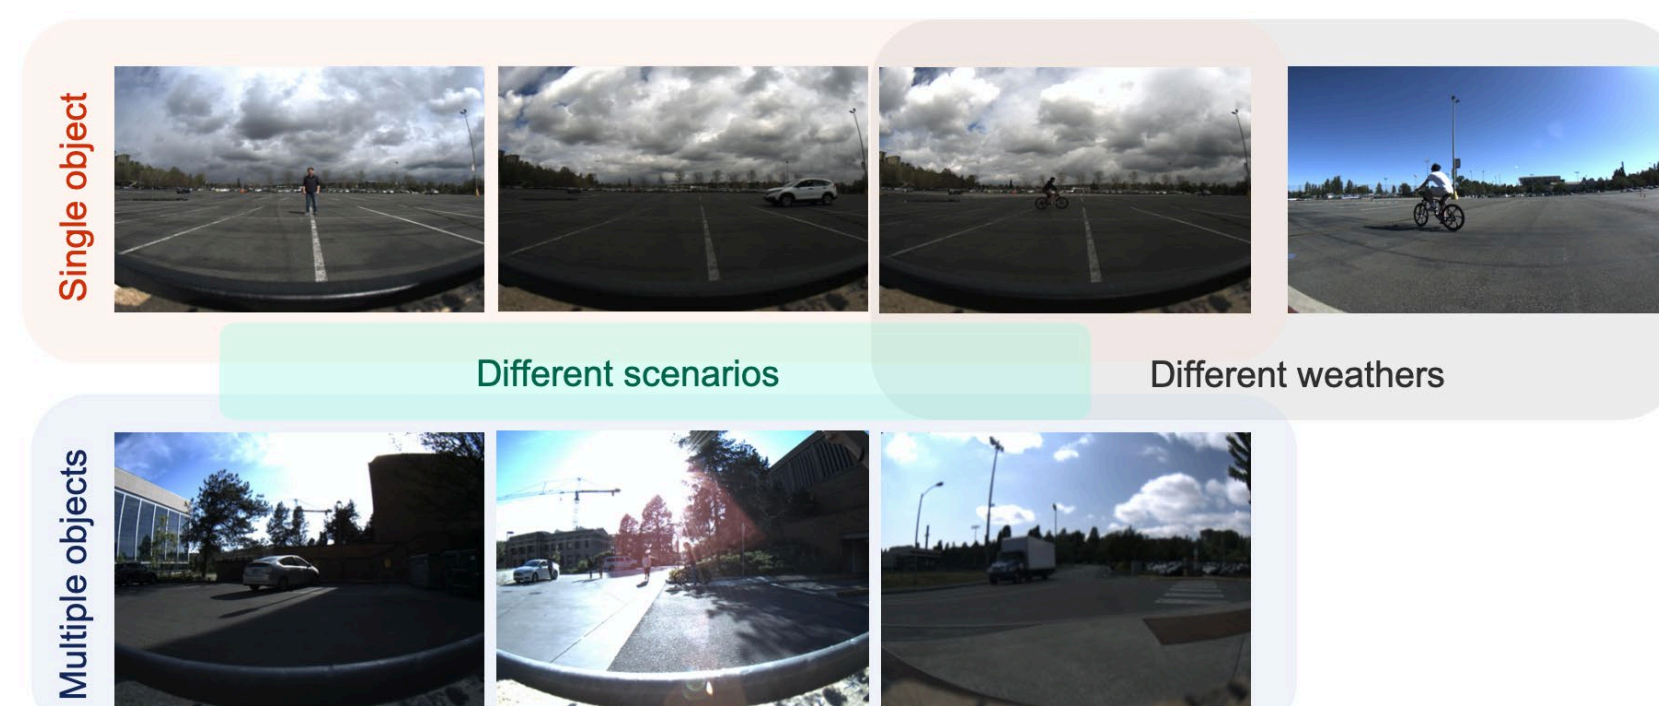 Single object
Different scenarios
Different weathers
Multiple objects